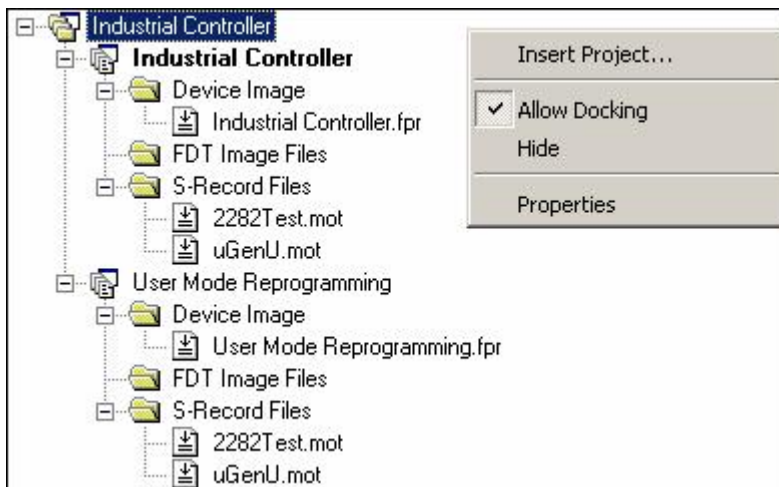 Industrial Controller
Industrial Controller
Device Image
Industrial Controller.fpr
FDT Image Files
S-Record Files
2282Test.mot
uGenU.mot
User Mode Reprogramming
Device Image
User Mode Reprogramming.fpr
FDT Image Files
S-Record Files
2282Test.mot
uGenU.mot
Insert Project...
Allow Docking
Hide
Properties